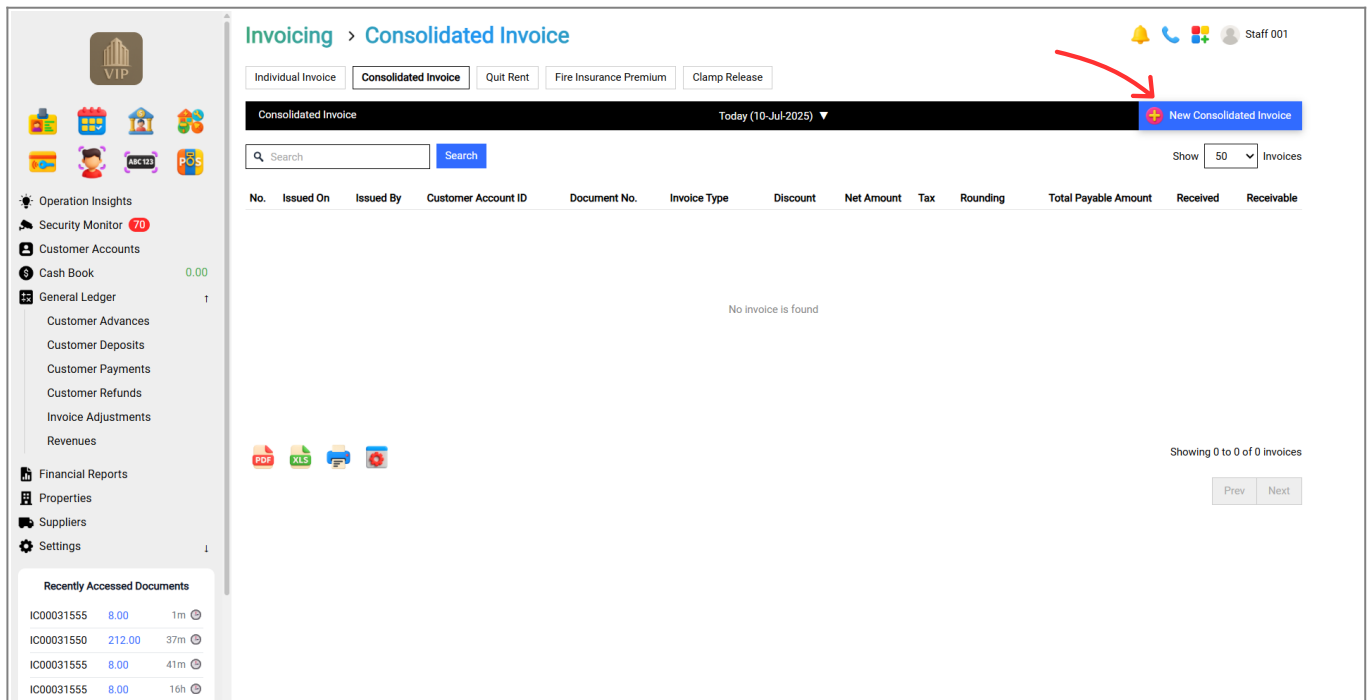 VIP
ABC 123
POS
Operation Insights
Security Monitor 70
Customer Accounts
Cash Book 0.00
General Ledger ↑
Customer Advances
Customer Deposits
Customer Payments
Customer Refunds
Invoice Adjustments
Revenues
Financial Reports
Properties
Suppliers
Settings ↓
Recently Accessed Documents
IC00031555 8.00 1m
IC00031550 212.00 37m
IC00031555 8.00 41m
IC00031555 8.00 16h
Invoicing > Consolidated Invoice
Staff 001
Individual Invoice Consolidated Invoice Quit Rent Fire Insurance Premium Clamp Release
Consolidated Invoice Today (10-Jul-2025) ▼ New Consolidated Invoice
Search Search Show 50 Invoices
No. Issued On Issued By Customer Account ID Document No. Invoice Type Discount Net Amount Tax Rounding Total Payable Amount Received Receivable
No invoice is found
PDF XLS Showing 0 to 0 of 0 invoices
Prev Next